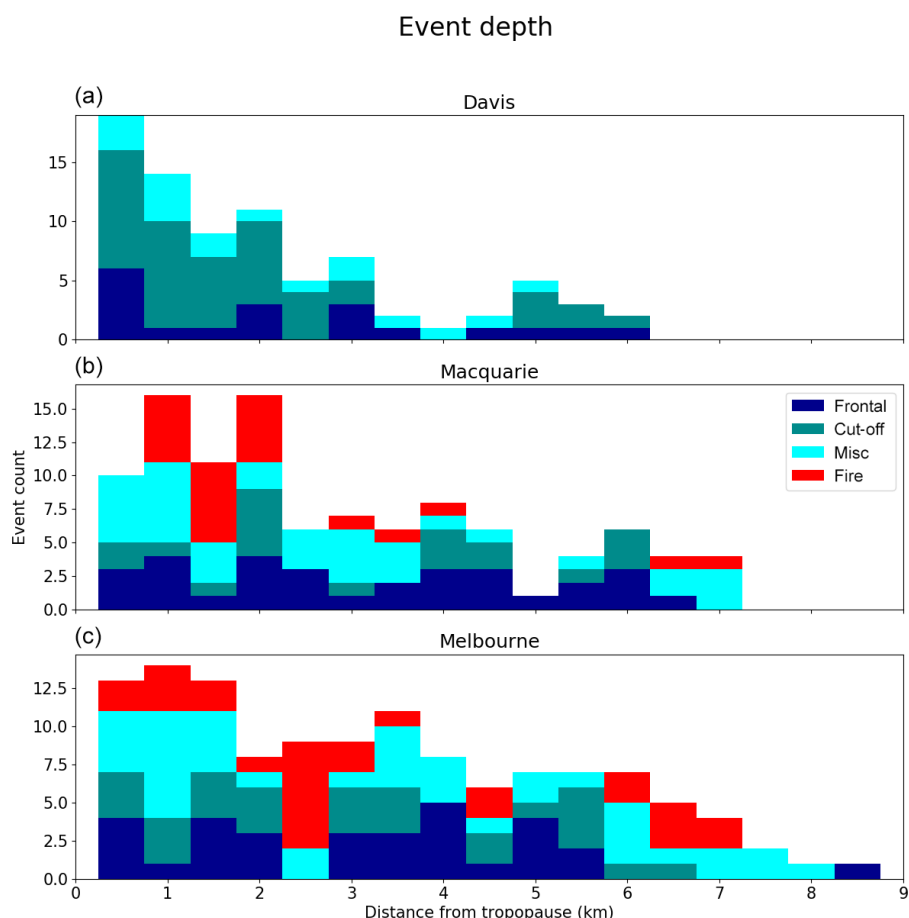 Event depth
(a)
Davis
15
10
5
0
(b)
Macquarie
15.0
12.5
10.0
7.5
5.0
2.5
0.0
Event count
Frontal
Cut-off
Misc
Fire
(c)
Melbourne
12.5
10.0
7.5
5.0
2.5
0.0
0 1 2 3 4 5 6 7 8 9
Distance from tropopause (km)